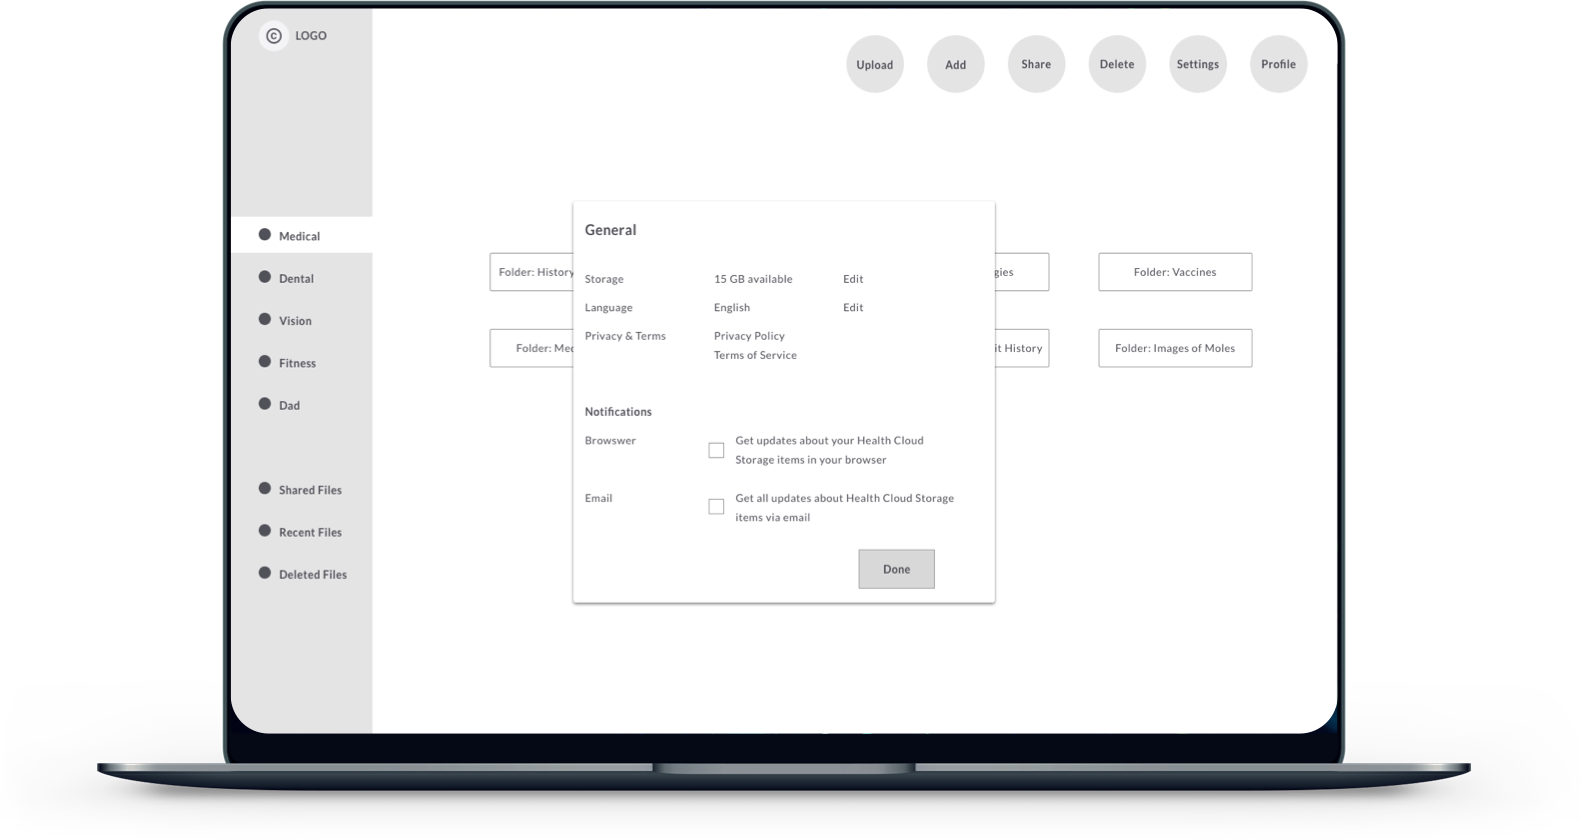 © LOGO
Upload
Add
Share
Delete
Settings
Profile
Medical
Dental
Vision
Fitness
Dad
Shared Files
Recent Files
Deleted Files
Folder: History
gies
Folder: Vaccines
Folder: Med
it History
Folder: Images of Moles
General
Storage 15 GB available Edit
Language English Edit
Privacy & Terms Privacy Policy
Terms of Service
Notifications
Browswer Get updates about your Health Cloud
Storage items in your browser
Email Get all updates about Health Cloud Storage
items via email
Done